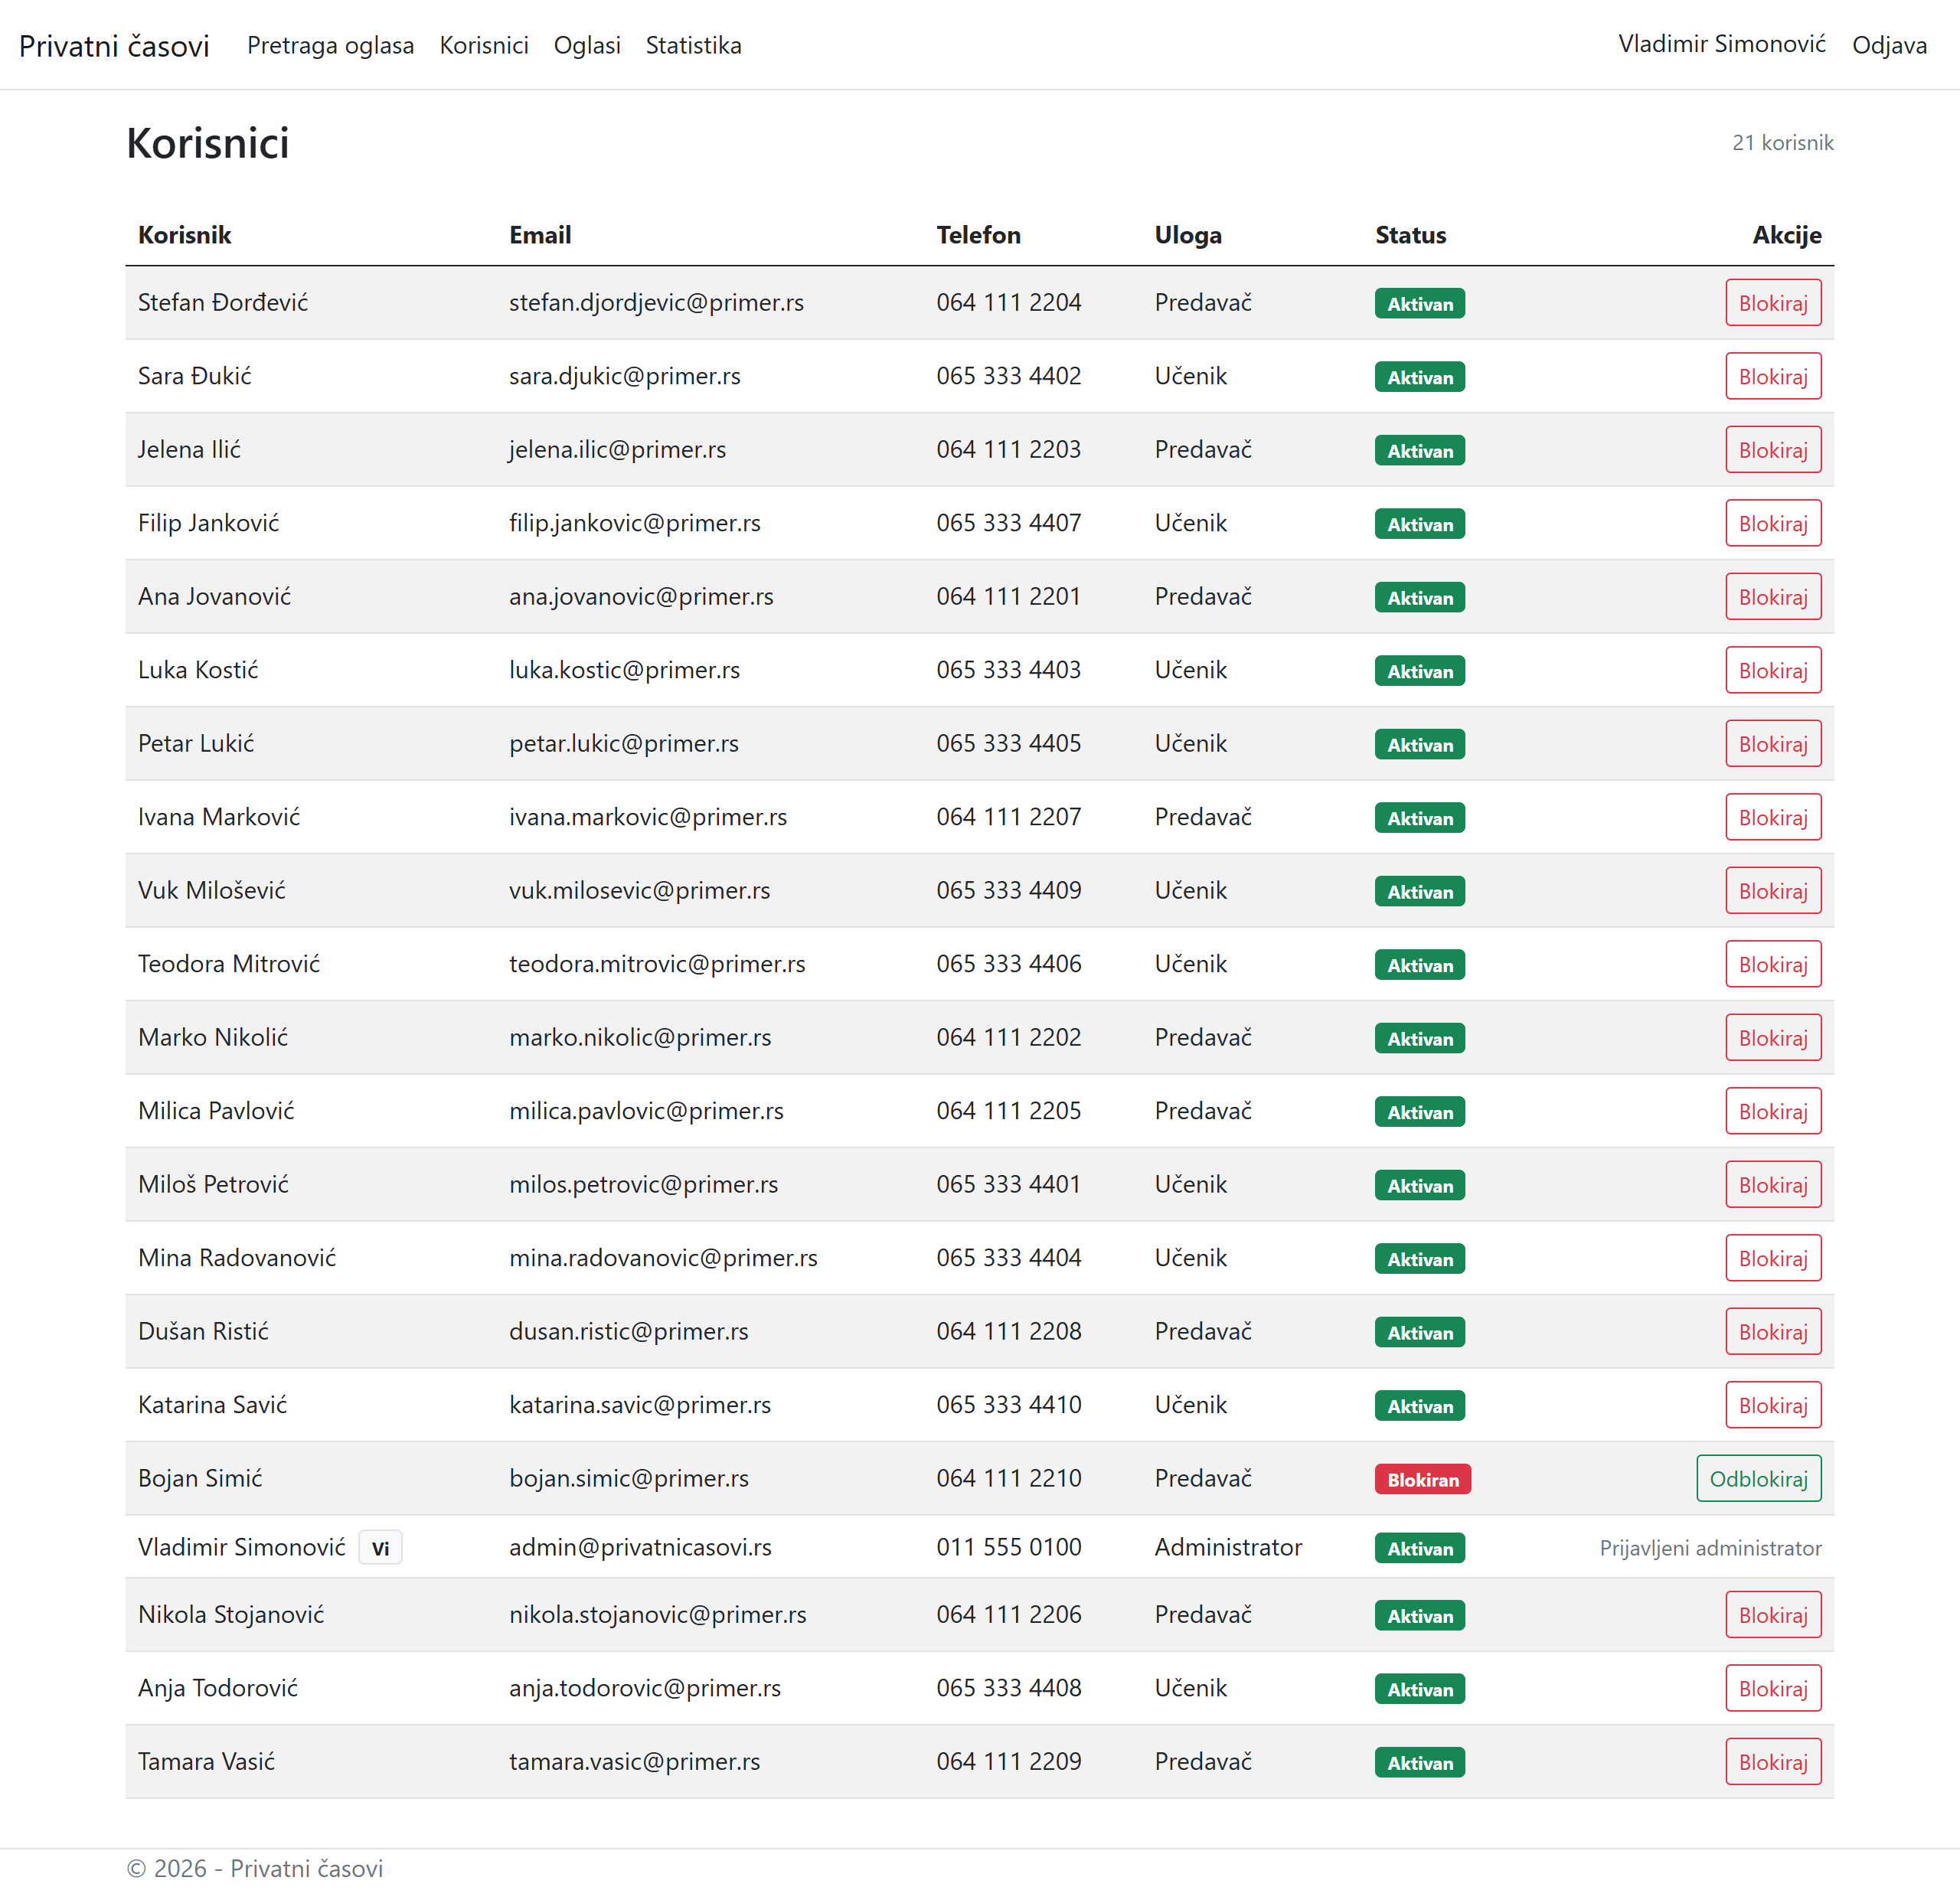 Privatni časovi Pretraga oglasa Korisnici Oglasi Statistika Vladimir Simonović Odjava
Korisnici 21 korisnik
Korisnik Email Telefon Uloga Status Akcije
Stefan Đorđević stefan.djordjevic@primer.rs 064 111 2204 Predavač Aktivan Blokiraj
Sara Đukić sara.djukic@primer.rs 065 333 4402 Učenik Aktivan Blokiraj
Jelena Ilić jelena.ilic@primer.rs 064 111 2203 Predavač Aktivan Blokiraj
Filip Janković filip.jankovic@primer.rs 065 333 4407 Učenik Aktivan Blokiraj
Ana Jovanović ana.jovanovic@primer.rs 064 111 2201 Predavač Aktivan Blokiraj
Luka Kostić luka.kostic@primer.rs 065 333 4403 Učenik Aktivan Blokiraj
Petar Lukić petar.lukic@primer.rs 065 333 4405 Učenik Aktivan Blokiraj
Ivana Marković ivana.markovic@primer.rs 064 111 2207 Predavač Aktivan Blokiraj
Vuk Milošević vuk.milosevic@primer.rs 065 333 4409 Učenik Aktivan Blokiraj
Teodora Mitrović teodora.mitrovic@primer.rs 065 333 4406 Učenik Aktivan Blokiraj
Marko Nikolić marko.nikolic@primer.rs 064 111 2202 Predavač Aktivan Blokiraj
Milica Pavlović milica.pavlovic@primer.rs 064 111 2205 Predavač Aktivan Blokiraj
Miloš Petrović milos.petrovic@primer.rs 065 333 4401 Učenik Aktivan Blokiraj
Mina Radovanović mina.radovanovic@primer.rs 065 333 4404 Učenik Aktivan Blokiraj
Dušan Ristić dusan.ristic@primer.rs 064 111 2208 Predavač Aktivan Blokiraj
Katarina Savić katarina.savic@primer.rs 065 333 4410 Učenik Aktivan Blokiraj
Bojan Simić bojan.simic@primer.rs 064 111 2210 Predavač Blokiran Odblokiraj
Vladimir Simonović Vi admin@privatnicasovi.rs 011 555 0100 Administrator Aktivan Prijavljeni administrator
Nikola Stojanović nikola.stojanovic@primer.rs 064 111 2206 Predavač Aktivan Blokiraj
Anja Todorović anja.todorovic@primer.rs 065 333 4408 Učenik Aktivan Blokiraj
Tamara Vasić tamara.vasic@primer.rs 064 111 2209 Predavač Aktivan Blokiraj
© 2026 - Privatni časovi